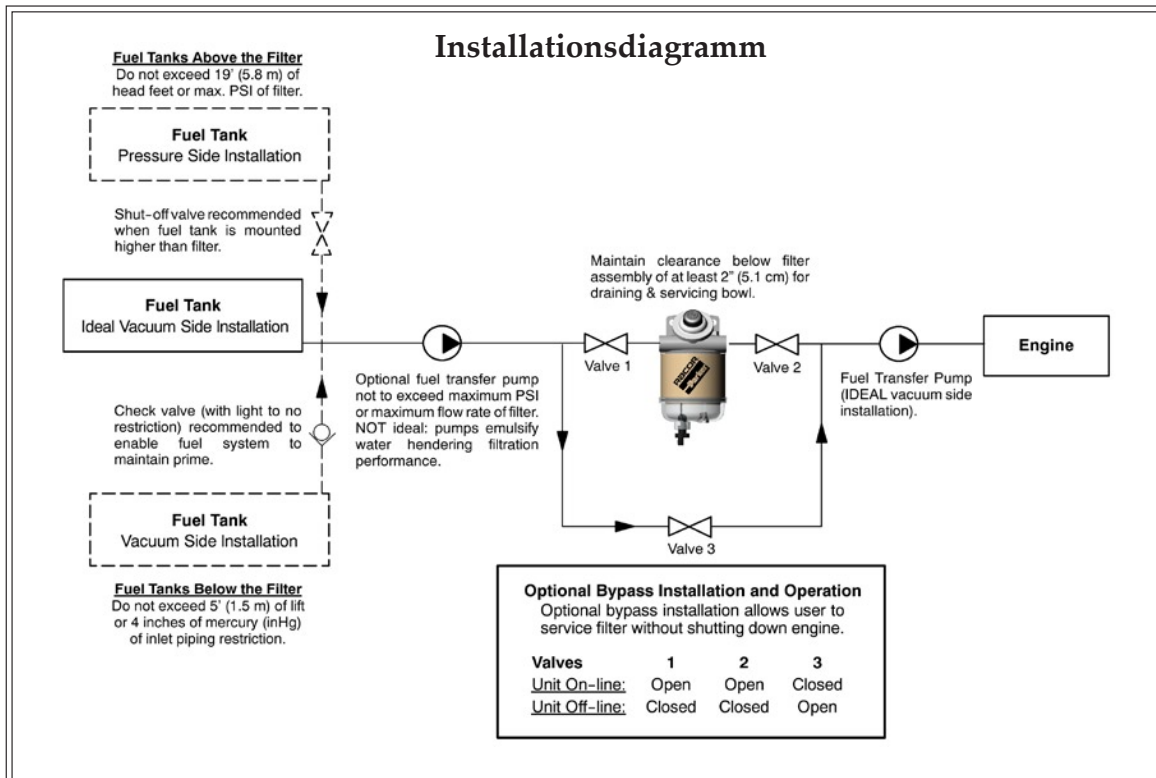 Installationsdiagramm
Fuel Tanks Above the Filter
Do not exceed 19' (5.8 m) of
head feet or max. PSI of filter.
Fuel Tank
Pressure Side Installation
Shut-off valve recommended
when fuel tank is mounted
higher than filter.
Fuel Tank
Ideal Vacuum Side Installation
Check valve (with light to no
restriction) recommended to
enable fuel system to
maintain prime.
Fuel Tank
Vacuum Side Installation
Fuel Tanks Below the Filter
Do not exceed 5' (1.5 m) of lift
or 4 inches of mercury (inHg)
of inlet piping restriction.
Optional fuel transfer pump
not to exceed maximum PSI
or maximum flow rate of filter.
NOT ideal: pumps emulsify
water hendering filtration
performance.
Maintain clearance below filter
assembly of at least 2” (5.1 cm) for
draining & servicing bowl.
Valve 1
RACOR
Parker
Valve 2
Valve 3
Fuel Transfer Pump
(IDEAL vacuum side
installation).
Engine
Optional Bypass Installation and Operation
Optional bypass installation allows user to
service filter without shutting down engine.
Valves 1 2 3
Unit On-line: Open Open Closed
Unit Off-line: Closed Closed Open